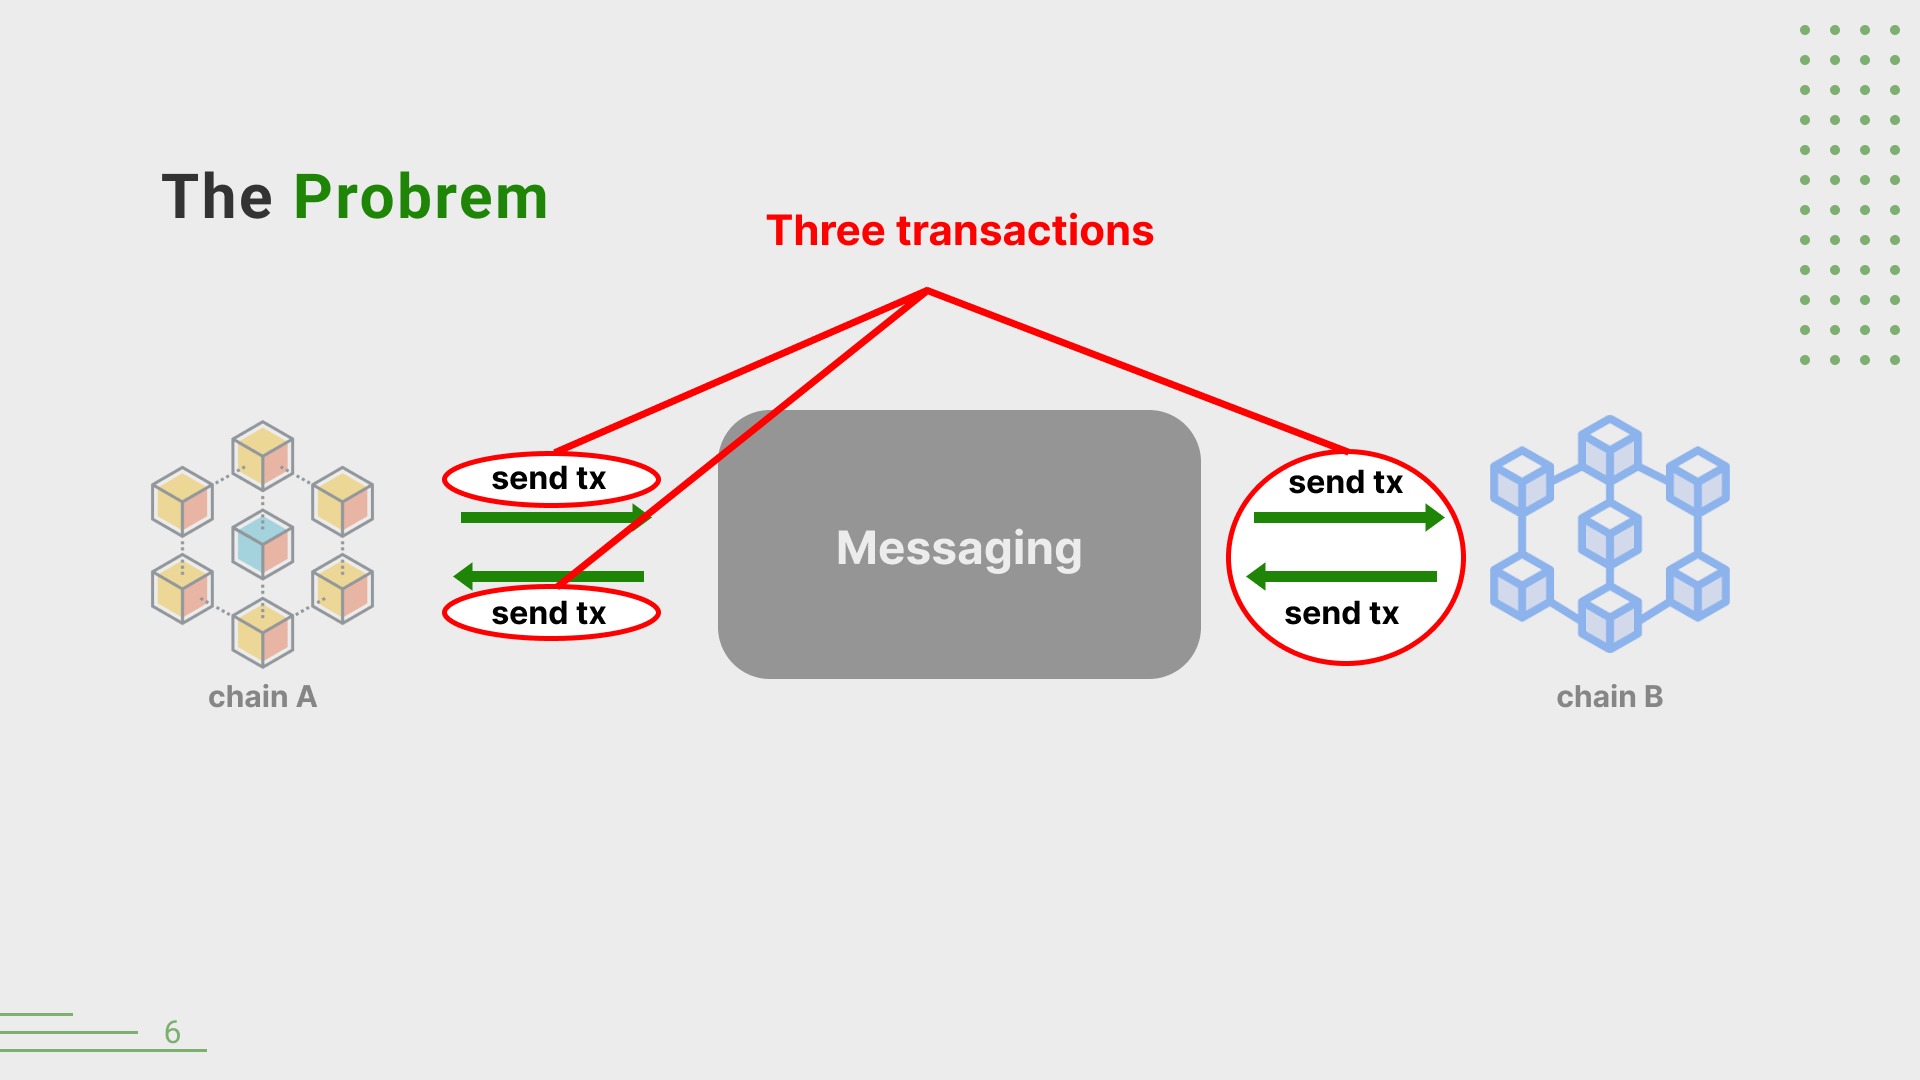 The Probrem
Three transactions
send tx
send tx
Messaging
send tx
send tx
chain A
chain B
6